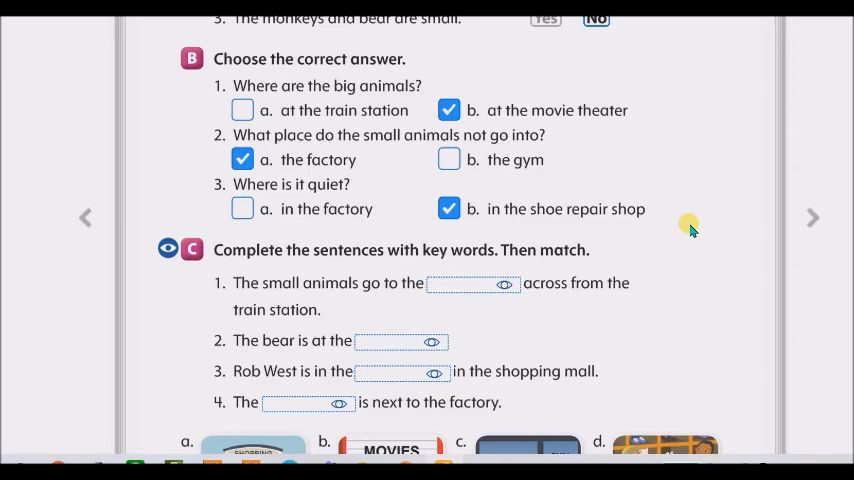 3. The monkeys and bear are small. Yes No
B Choose the correct answer.
1. Where are the big animals?
a. at the train station b. at the movie theater
2. What place do the small animals not go into?
a. the factory b. the gym
3. Where is it quiet?
a. in the factory b. in the shoe repair shop
C Complete the sentences with key words. Then match.
1. The small animals go to the across from the
train station.
2. The bear is at the
3. Rob West is in the in the shopping mall.
4. The is next to the factory.
a. b. c. d.
SHOPPING
MOVIES